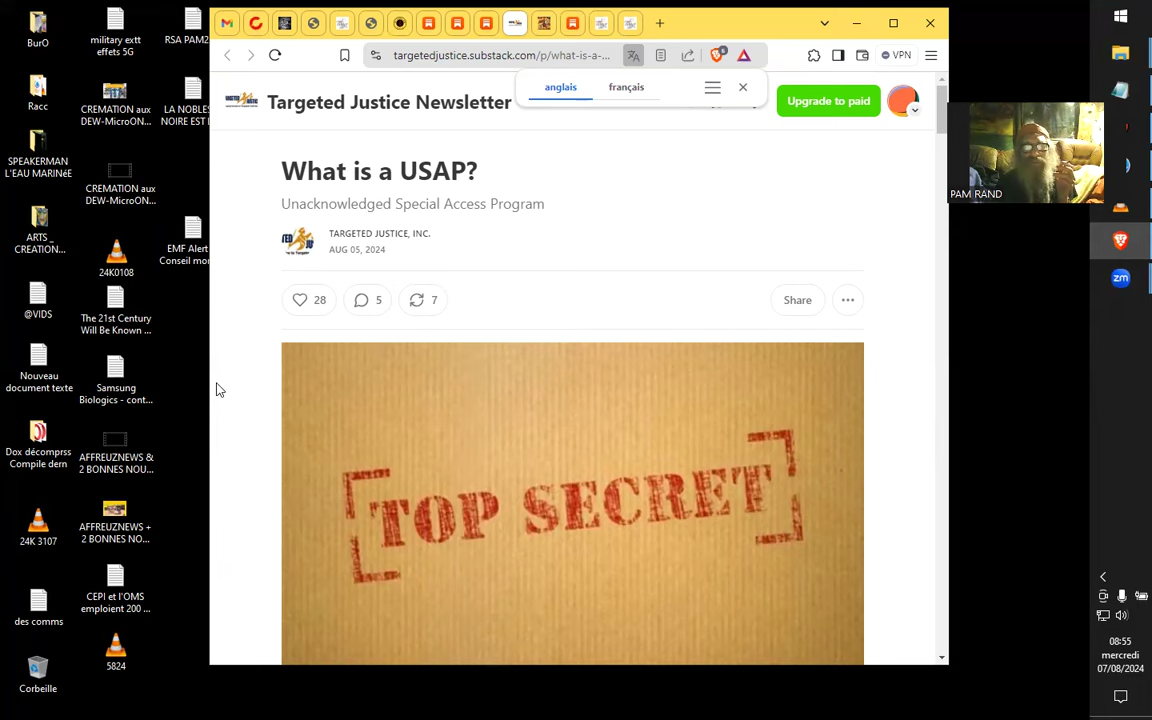 BurO
military extt
effets 5G
RSA PAM2
Racc
CREMATION aux
DEW-MicroON...
LA NOBLES
NOIRE EST I
SPEAKERMAN
L'EAU MARINéE
CREMATION aux
DEW-MicroON...
ARTS _
CREATION...
24K0108
EMF Alert
Conseil mor
@VIDS
The 21st Century
Will Be Known ...
Nouveau
document texte
Samsung
Biologics - cont...
Dox décomprss
Compile dern
AFFREUZNEWS &
2 BONNES NOU...
24K 3107
AFFREUZNEWS +
2 BONNES NO...
des comms
CEPI et l'OMS
emploient 200 ...
Corbeille
5824
targetedjustice.substack.com/p/what-is-a-...
6
VPN
anglais
français
Targeted Justice Newsletter
Upgrade to paid
What is a USAP?
Unacknowledged Special Access Program
TARGETED JUSTICE, INC.
AUG 05, 2024
28
5
7
Share
TOP SECRET
PAM RAND
zm
08:55
mercredi
07/08/2024